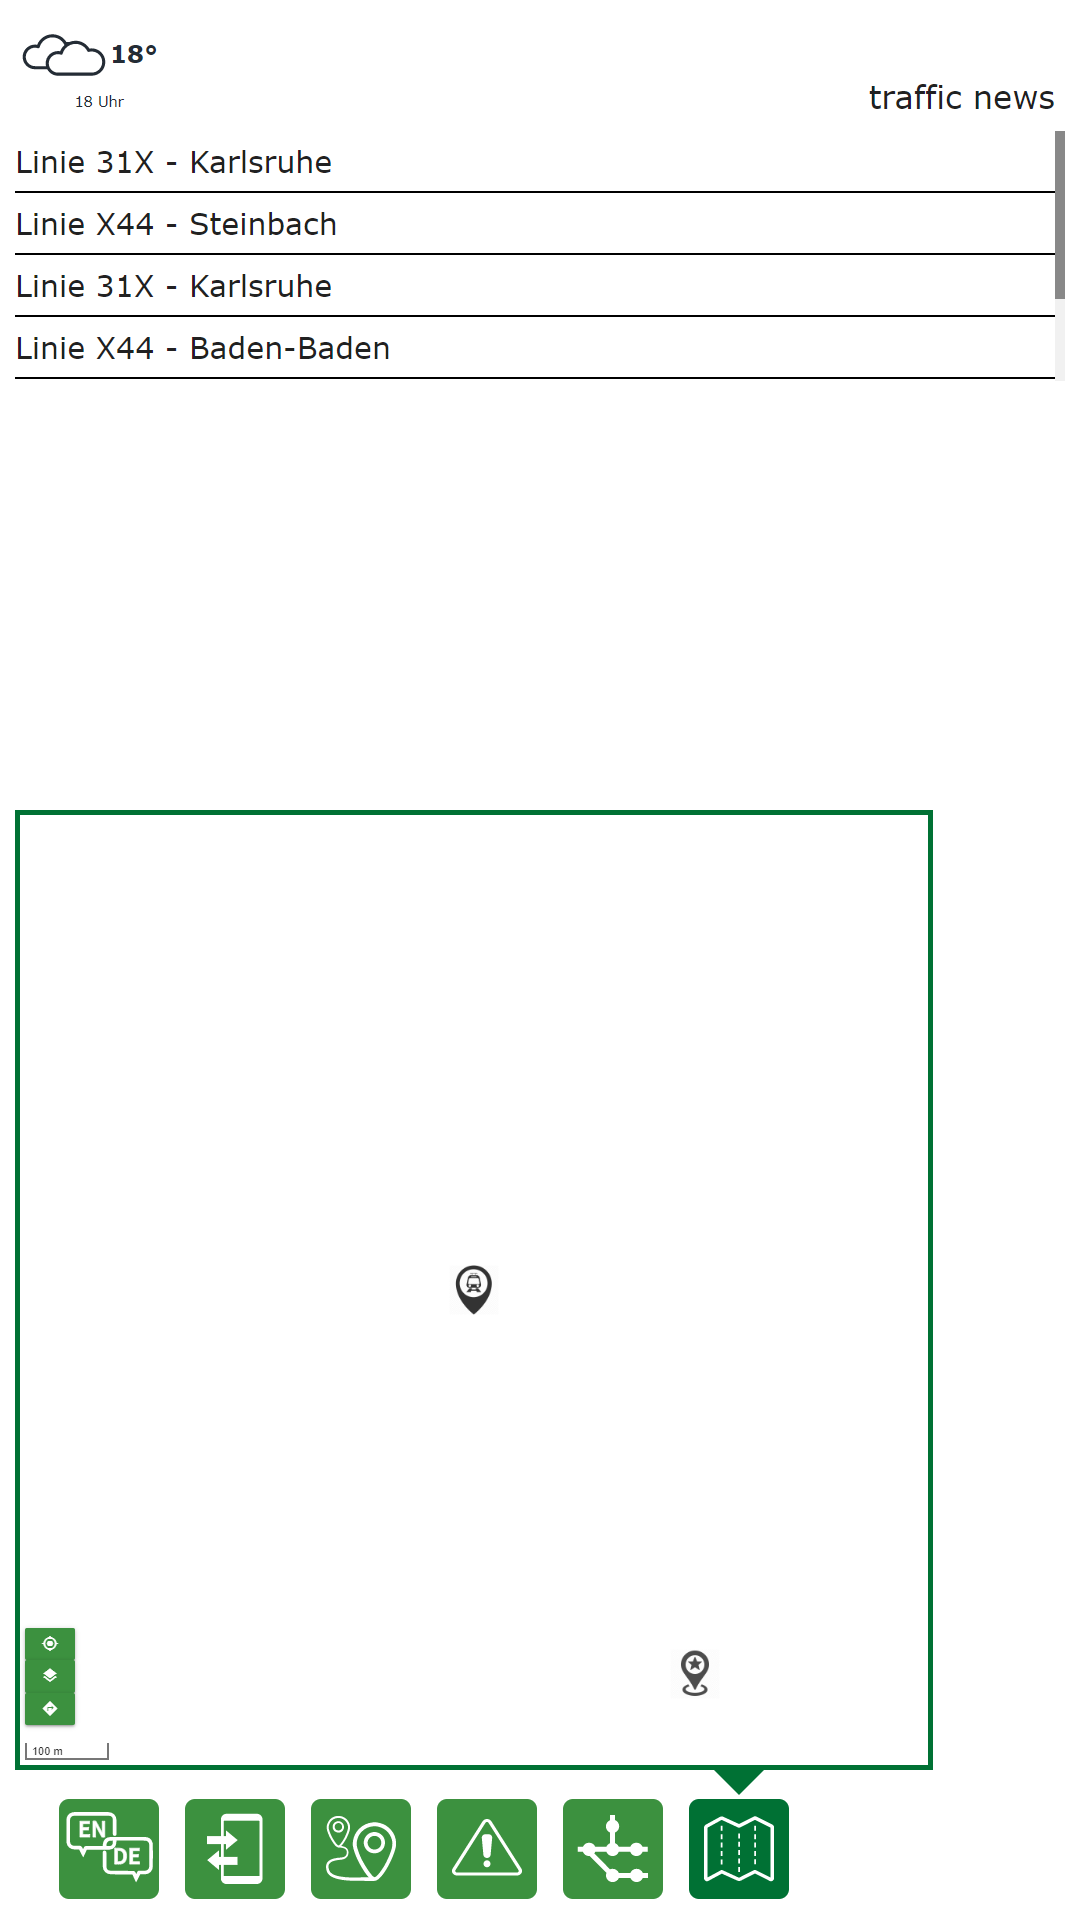 18°
18 Uhr
traffic news
Linie 31X - Karlsruhe
Linie X44 - Steinbach
Linie 31X - Karlsruhe
Linie X44 - Baden-Baden
100 m
EN
DE